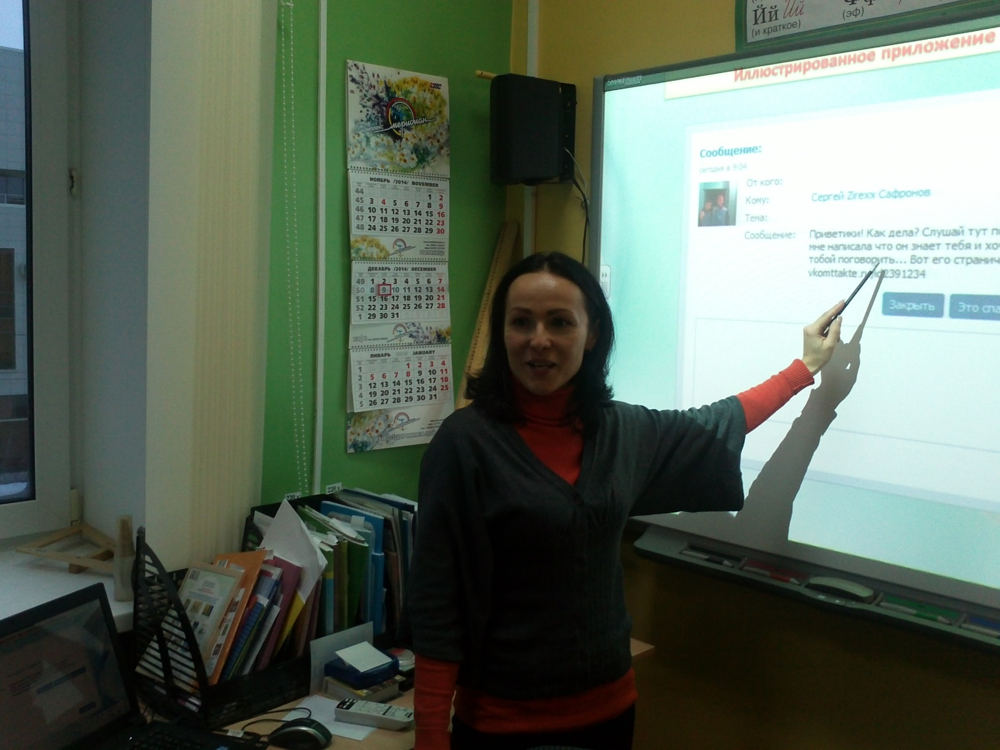 Йй Йй
(и краткое)
(эф)
Иллюстрированное приложение
Сообщение:
сегодня в 9:04
От кого:
Кому: Сергей Zirexx Сафронов
Тема:
Сообщение: Приветики! Как дела? Слушай тут
мне написала что он знает тебя и
тобой поговорить... Вот его
vkomttakte.
2391234
Закрыть Это
меридиан
НОЯБРЬ /2014/ NOVEMBER
44 1 2
45 3 4 5 6 7 8 9
46 10 11 12 13 14 15 16
47 17 18 19 20 21 22 23
48 24 25 26 27 28 29 30
ДЕКАБРЬ /2014/ DECEMBER
49 1 2 3 4 5 6 7
50 8 9 10 11 12 13 14
51 15 16 17 18 19 20 21
52 22 23 24 25 26 27 28
1 29 30 31
ЯНВАРЬ JANUARY
1 1 2 3 4
2 5 6 7 8 9 10 11
3 12 13 14 15 16 17 18
4 19 20 21 22 23 24 25
5 26 27 28 29 30 31
220 v
220 v